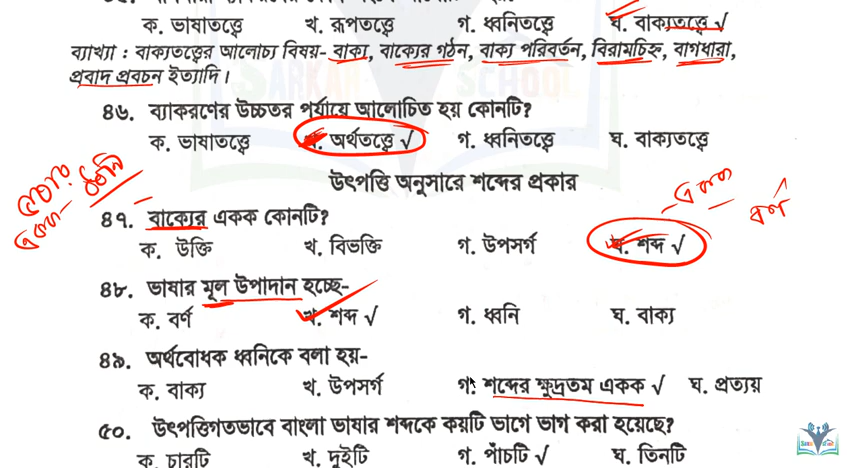 ক. ভাষাতত্ত্বে খ. রূপতত্ত্বে গ. ধ্বনিতত্ত্বে ঘ. বাক্যতত্ত্বে √
ব্যাখ্যা : বাক্যতত্ত্বের আলোচ্য বিষয়- বাক্য, বাক্যের গঠন, বাক্য পরিবর্তন, বিরামচিহ্ন, বাগধারা,
প্রবাদ প্রবচন ইত্যাদি।
৪৬. ব্যাকরণের উচ্চতর পর্যায়ে আলোচিত হয় কোনটি?
ক. ভাষাতত্ত্বে খ. অর্থতত্ত্বে √ গ. ধ্বনিতত্ত্বে ঘ. বাক্যতত্ত্বে
উৎপত্তি অনুসারে শব্দের প্রকার
একক
বর্ণ
৪৭. বাক্যের একক কোনটি?
ক. উক্তি খ. বিভক্তি গ. উপসর্গ ঘ. শব্দ √
৪৮. ভাষার মূল উপাদান হচ্ছে-
ক. বর্ণ খ. শব্দ √ গ. ধ্বনি ঘ. বাক্য
৪৯. অর্থবোধক ধ্বনিকে বলা হয়-
ক. বাক্য খ. উপসর্গ গ. শব্দের ক্ষুদ্রতম একক √ ঘ. প্রত্যয়
৫০. উৎপত্তিগতভাবে বাংলা ভাষার শব্দকে কয়টি ভাগে ভাগ করা হয়েছে?
ক. চারটি খ. দুইটি গ. পাঁচটি √ ঘ. তিনটি